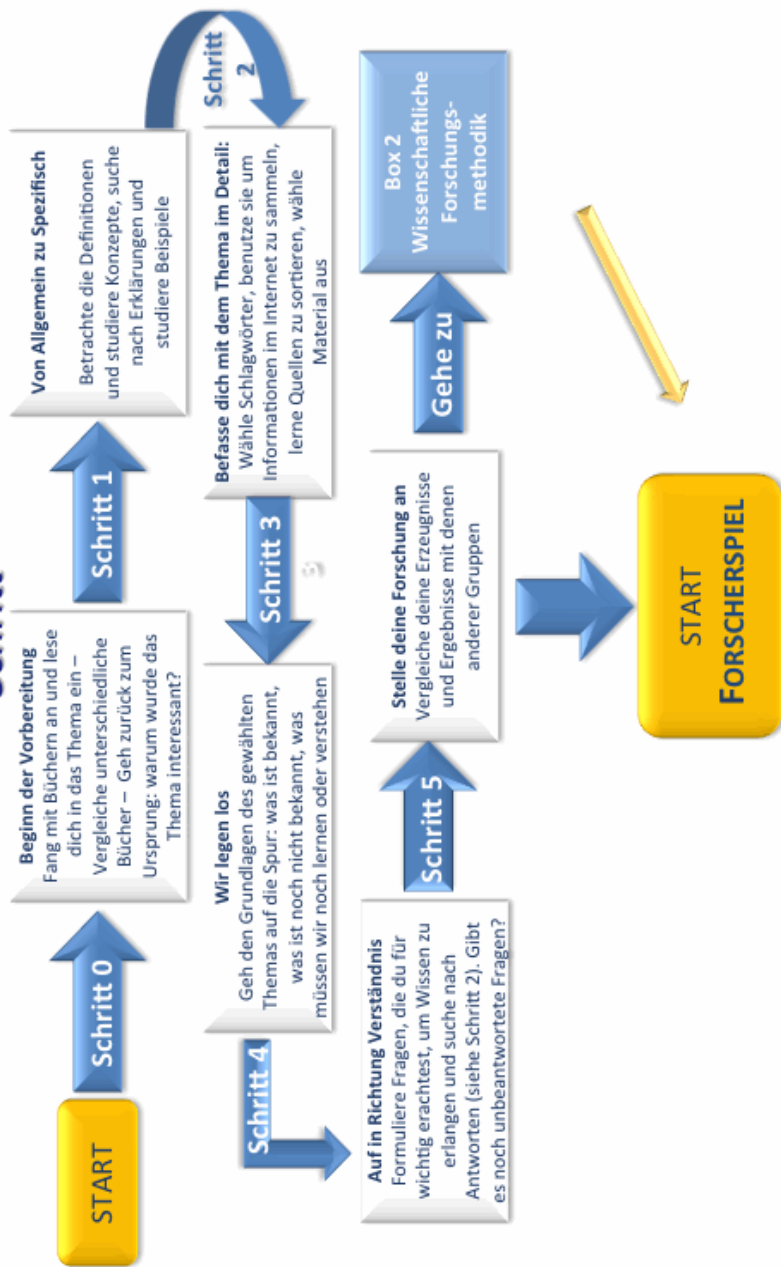 START
Schritt 0
Beginn der Vorbereitung
Fang mit Büchern an und lese
dich in das Thema ein –
Vergleiche unterschiedliche
Bücher – Geh zurück zum
Ursprung: warum wurde das
Thema interessant?
Schritt 1
Von Allgemein zu Spezifisch
Betrachte die Definitionen
und studiere Konzepte, suche
nach Erklärungen und
studiere Beispiele
Schritt
2
Befasse dich mit dem Thema im Detail:
Wähle Schlagwörter, benutze sie um
Informationen im Internet zu sammeln,
lerne Quellen zu sortieren, wähle
Material aus
Schritt 3
Wir legen los
Geh den Grundlagen des gewählten
Themas auf die Spur: was ist bekannt,
was ist noch nicht bekannt, was
müssen wir noch lernen oder verstehen
Schritt 4
Auf in Richtung Verständnis
Formuliere Fragen, die du für
wichtig erachtest, um Wissen zu
erlangen und suche nach
Antworten (siehe Schritt 2). Gibt
es noch unbeantwortete Fragen?
Schritt 5
Stelle deine Forschung an
Vergleiche deine Erzeugnisse
und Ergebnisse mit denen
anderer Gruppen
Gehe zu
Box 2
Wissenschaftliche
Forschungs-
methodik
START
FORSCHERSPIEL